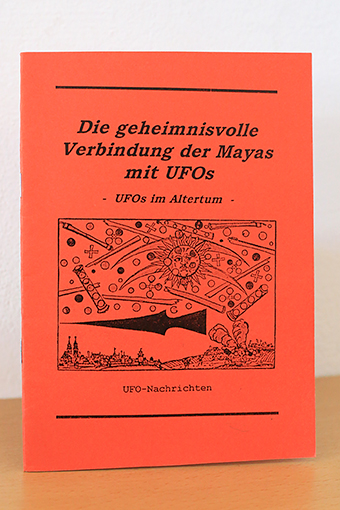 Die geheimnisvolle
Verbindung der Mayas
mit UFOs
- UFOs im Altertum -
UFO-Nachrichten